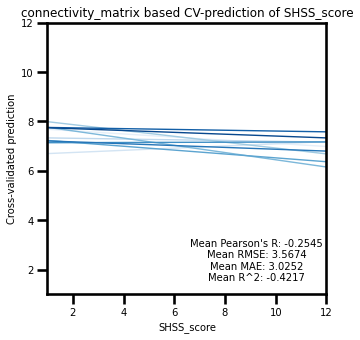 connectivity_matrix based CV-prediction of SHSS_score
12
10
8
6
4
2
Cross-validated prediction
Mean Pearson's R: -0.2545
Mean RMSE: 3.5674
Mean MAE: 3.0252
Mean R^2: -0.4217
2 4 6 8 10 12
SHSS_score